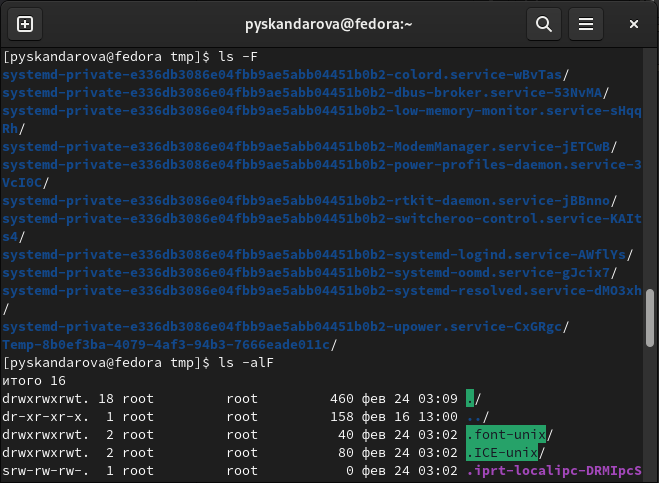 pyskandarova@fedora:~
[pyskandarova@fedora tmp]$ ls -F
systemd-private-e336db3086e04fbb9ae5abb04451b0b2-colord.service-wBvTas/
systemd-private-e336db3086e04fbb9ae5abb04451b0b2-dbus-broker.service-53NvMA/
systemd-private-e336db3086e04fbb9ae5abb04451b0b2-low-memory-monitor.service-sHqq
Rh/
systemd-private-e336db3086e04fbb9ae5abb04451b0b2-ModemManager.service-jETCwB/
systemd-private-e336db3086e04fbb9ae5abb04451b0b2-power-profiles-daemon.service-3
VcI0C/
systemd-private-e336db3086e04fbb9ae5abb04451b0b2-rtkit-daemon.service-jBBnno/
systemd-private-e336db3086e04fbb9ae5abb04451b0b2-switcheroo-control.service-KAIt
s4/
systemd-private-e336db3086e04fbb9ae5abb04451b0b2-systemd-logind.service-AWflYs/
systemd-private-e336db3086e04fbb9ae5abb04451b0b2-systemd-oomd.service-gJcix7/
systemd-private-e336db3086e04fbb9ae5abb04451b0b2-systemd-resolved.service-dMO3xh
/
systemd-private-e336db3086e04fbb9ae5abb04451b0b2-upower.service-CxGRgc/
Temp-8b0ef3ba-4079-4af3-94b3-7666eade011c/
[pyskandarova@fedora tmp]$ ls -alF
итого 16
drwxrwxrwt. 18 root         root         460 фев 24 03:09 ./
dr-xr-xr-x.  1 root         root         158 фев 16 13:00 ../
drwxrwxrwt.  2 root         root          40 фев 24 03:02 .font-unix/
drwxrwxrwt.  2 root         root          80 фев 24 03:02 .ICE-unix/
srw-rw-rw-.  1 root         root           0 фев 24 03:02 .iprt-localipc-DRMIpcS